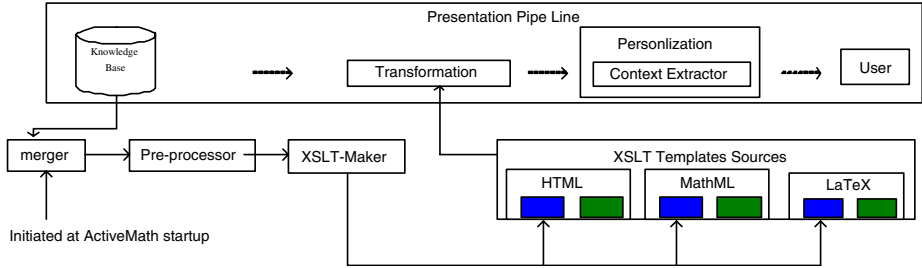 Presentation Pipe Line
Knowledge
Base
Transformation
Personlization
Context Extractor
User
merger
Pre-processor
XSLT-Maker
XSLT Templates Sources
HTML
MathML
LaTeX
Initiated at ActiveMath startup